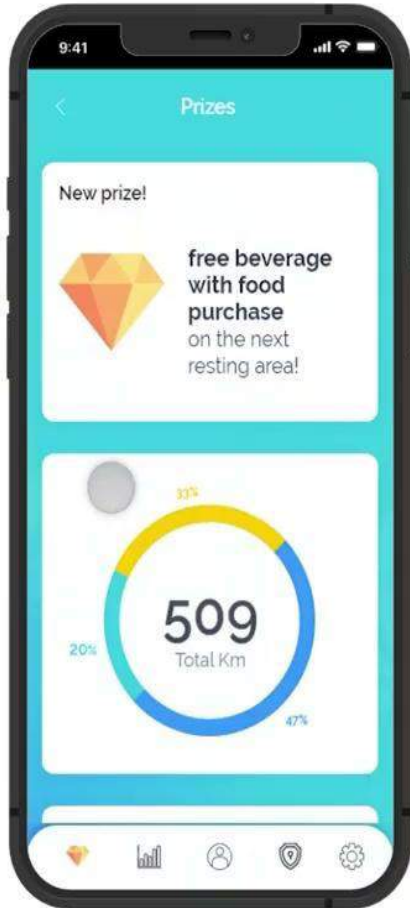 9:41
Prizes
New prize!
free beverage
with food
purchase
on the next
resting area!
33%
509
Total Km
20%
47%